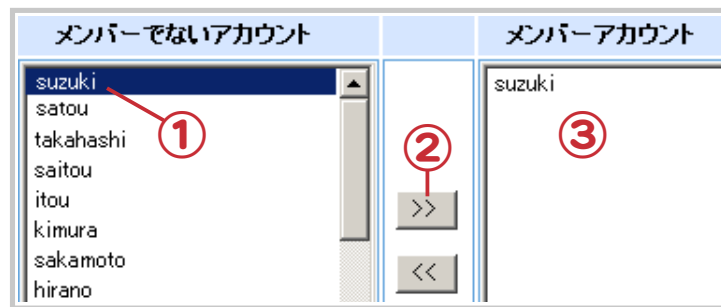 メンバーでないアカウント
メンバーアカウント
suzuki
satou
takahashi
saitou
itou
kimura
sakamoto
hirano
①
②
>>
<<
suzuki
③